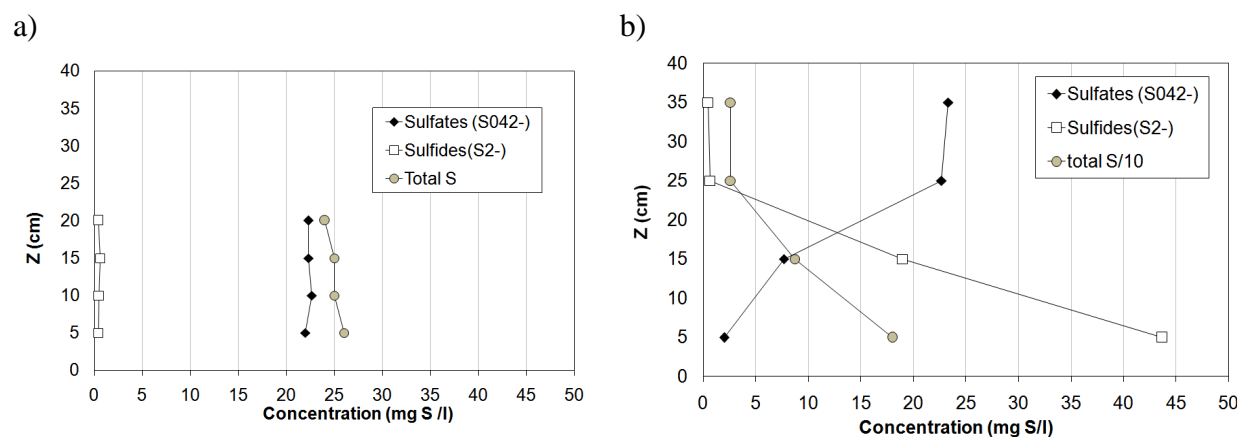 a)
40
35
30
25
20
15
10
5
0
Z (cm)
Sulfates (S042-)
Sulfides(S2-)
Total S
0 5 10 15 20 25 30 35 40 45 50
Concentration (mg S /l)
b)
40
35
30
25
20
15
10
5
0
Z (cm)
Sulfates (S042-)
Sulfides(S2-)
total S/10
0 5 10 15 20 25 30 35 40 45 50
Concentration (mg S/l)